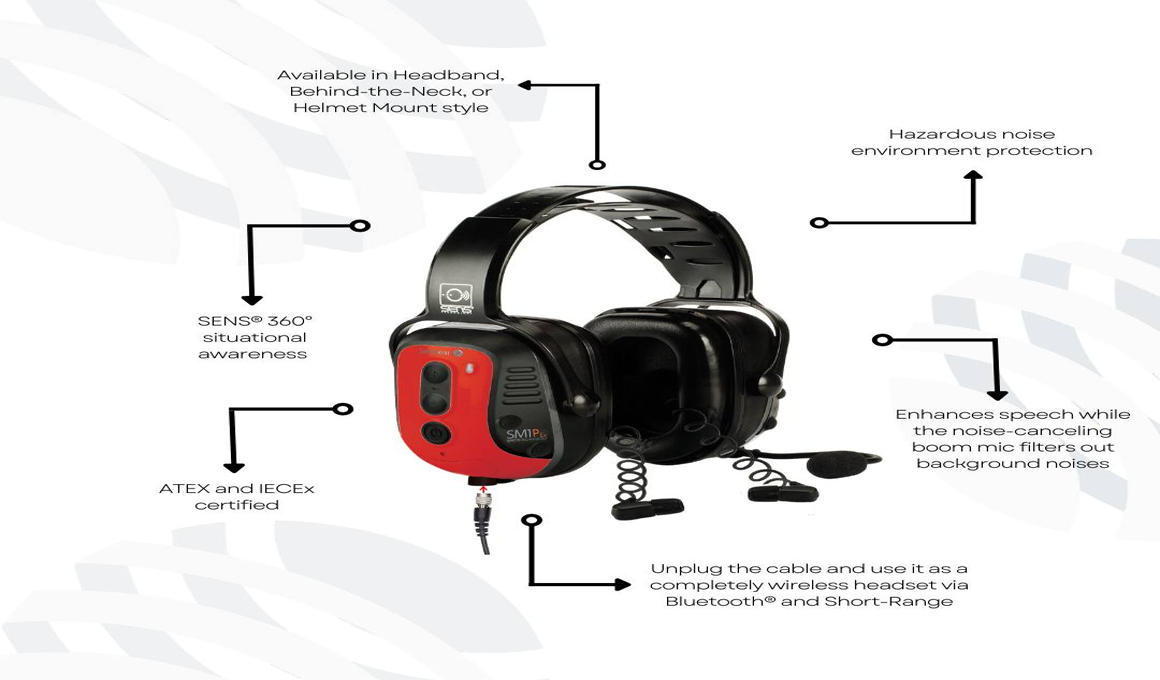 Available in Headband,
Behind-the-Neck, or
Helmet Mount style
Hazardous noise
environment protection
SENS® 360°
situational
awareness
SENS
SM1P Ex
Enhances speech while
the noise-canceling
boom mic filters out
background noises
ATEX and IECEx
certified
Unplug the cable and use it as a
completely wireless headset via
Bluetooth® and Short-Range